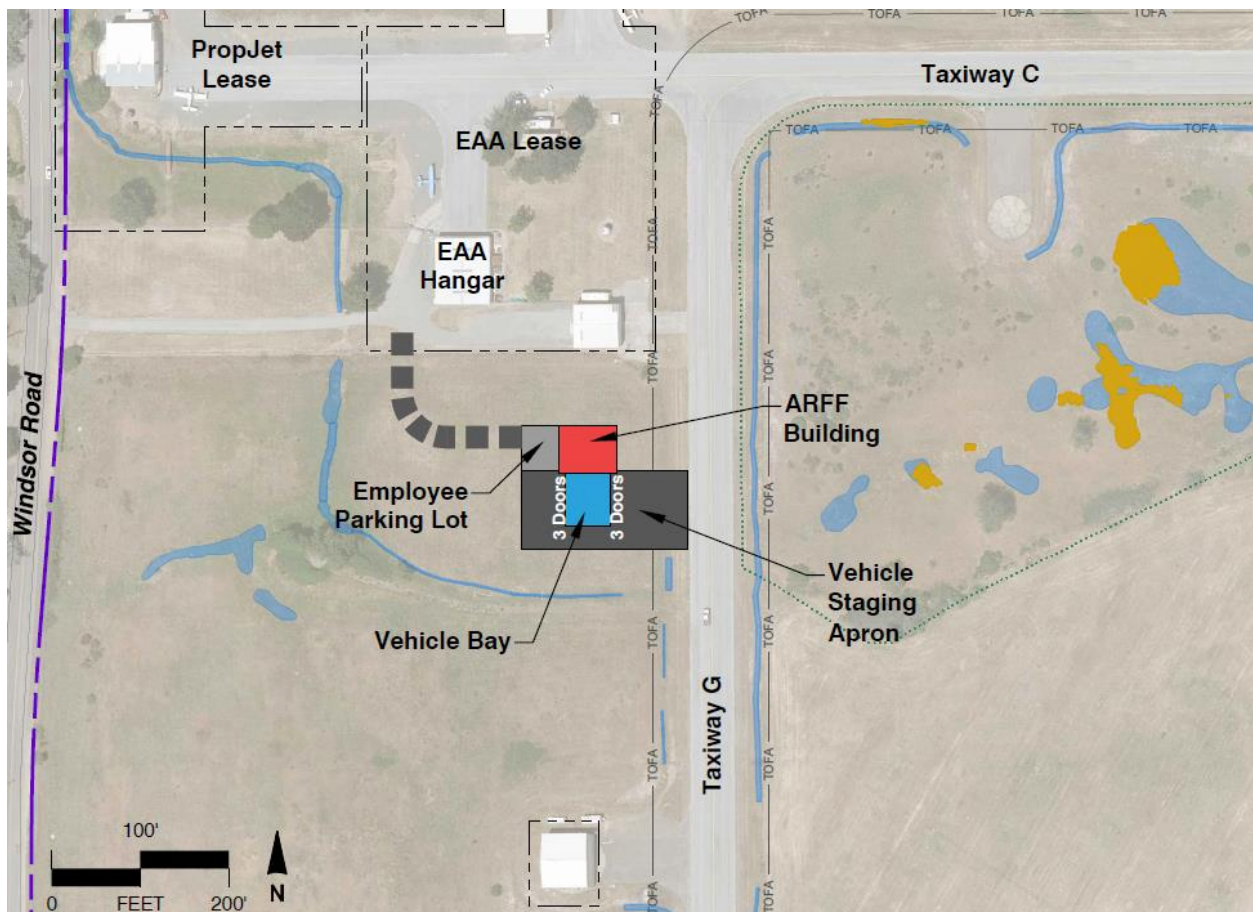 TOFA
TOFA
TOFA
TOFA
PropJet
Lease
Taxiway C
TOFA
EAA Lease
TOFA
TOFA
TOFA
TOFA
TOFA
TOFA
EAA
Hangar
TOFA
TOFA
Windsor Road
ARFF
Building
Employee
Parking Lot
3 Doors
3 Doors
TOFA
Vehicle
Staging
Apron
Vehicle Bay
TOFA
TOFA
Taxiway G
TOFA
TOFA
100'
0 FEET 200'
N
TOFA
TOFA